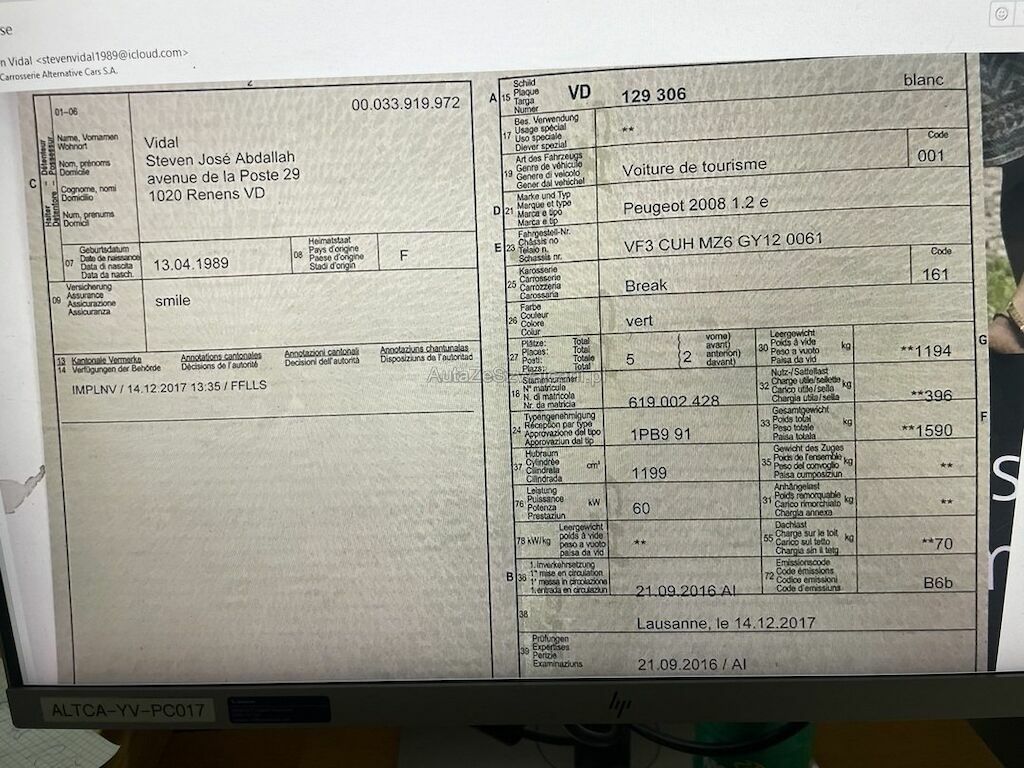 se
n Vidal <stevenvidal1989@icloud.com>
Carrosserie Alternative Cars S.A.
01-06
00.033.919.972
C
Name, Vornamen
Wohnort
Nom, prénoms
Domicile
Cognome, nomi
Domicilio
Num, prenums
Domicil
Vidal
Steven José Abdallah
avenue de la Poste 29
1020 Renens VD
07
Geburtsdatum
Date de naissance
Data di nascita
Data da nasch.
13.04.1989
08
Heimatstaat
Pays d'origine
Paese d'origine
Stadi d'origin
F
09
Versicherung
Assurance
Assicurazione
Assicuranza
smile
13 Kantonale Vermerke
14 Verfügungen der Behörde
Annotations cantonales
Décisions de l'autorité
Annotazioni cantonali
Decisioni dell'autorità
Annotaziuns chantunalas
Disposiziuns da l'autoritad
IMPLNV / 14.12.2017 13:35 / FFLLS
A 15
Schild
Plaque
Targa
Numer
VD 129 306 blanc
17
Bes. Verwendung
Usage spécial
Uso speciale
Diever spezial
**
19
Art des Fahrzeugs
Genre de véhicule
Genere di veicolo
Gener dal vehichel
Voiture de tourisme
Code
001
D 21
Marke und Typ
Marque et type
Marca e tipo
Marca e tip
Peugeot 2008 1.2 e
E 23
Fahrgestell-Nr.
Châssis no
Telaio n.
Schassis nr.
VF3 CUH MZ6 GY12 0061
25
Karosserie
Carrosserie
Carrozzeria
Carossaria
Break
Code
161
26
Farbe
Couleur
Colore
Colur
vert
27
Plätze: Total
Places: Total
Posti: Totale
Plazs: Total
5
(2
vorne)
avant)
anteriori)
davant)
30
Leergewicht
Poids à vide
Peso a vuoto
Paisa da vid
kg
**1194
G
18
Stammnummer
N° matricule
N. di matricola
Nr. da matricla
619.002.428
32
Nutz-/Sattellast
Charge utile/sellette
Carico utile/sella
Chargia utila/sella
kg
**396
24
Typengenehmigung
Réception par type
Approvazione del tipo
Approvaziun dal tip
1PB9 91
33
Gesamtgewicht
Poids total
Peso totale
Paisa totala
kg
**1590
F
37
Hubraum
Cylindrée
Cilindrata
Cilindrada
cm³
1199
35
Gewicht des Zuges
Poids de l'ensemble
Peso del convoglio
Paisa cumposiziun
kg
**
76
Leistung
Puissance
Potenza
Prestaziun
kW
60
31
Anhängelast
Poids remorquable
Carico rimorchiato
Chargia annexa
kg
**
78 kW/kg
Leergewicht
poids à vide
peso a vuoto
paisa da vid
**
55
Dachlast
Charge sur le toit
Carico sul tetto
Chargia sin il tetg
kg
**70
B 36
1. Inverkehrsetzung
1re mise en circulation
1a messa in circolazione
1. entrada en circulaziun
21.09.2016 AI
72
Emissionscode
Code émissions
Codice emissioni
Code d'emissiuns
B6b
38
Lausanne, le 14.12.2017
39
Prüfungen
Expertises
Perizie
Examinaziuns
21.09.2016 / AI
hp
ALTCA-YV-PC017